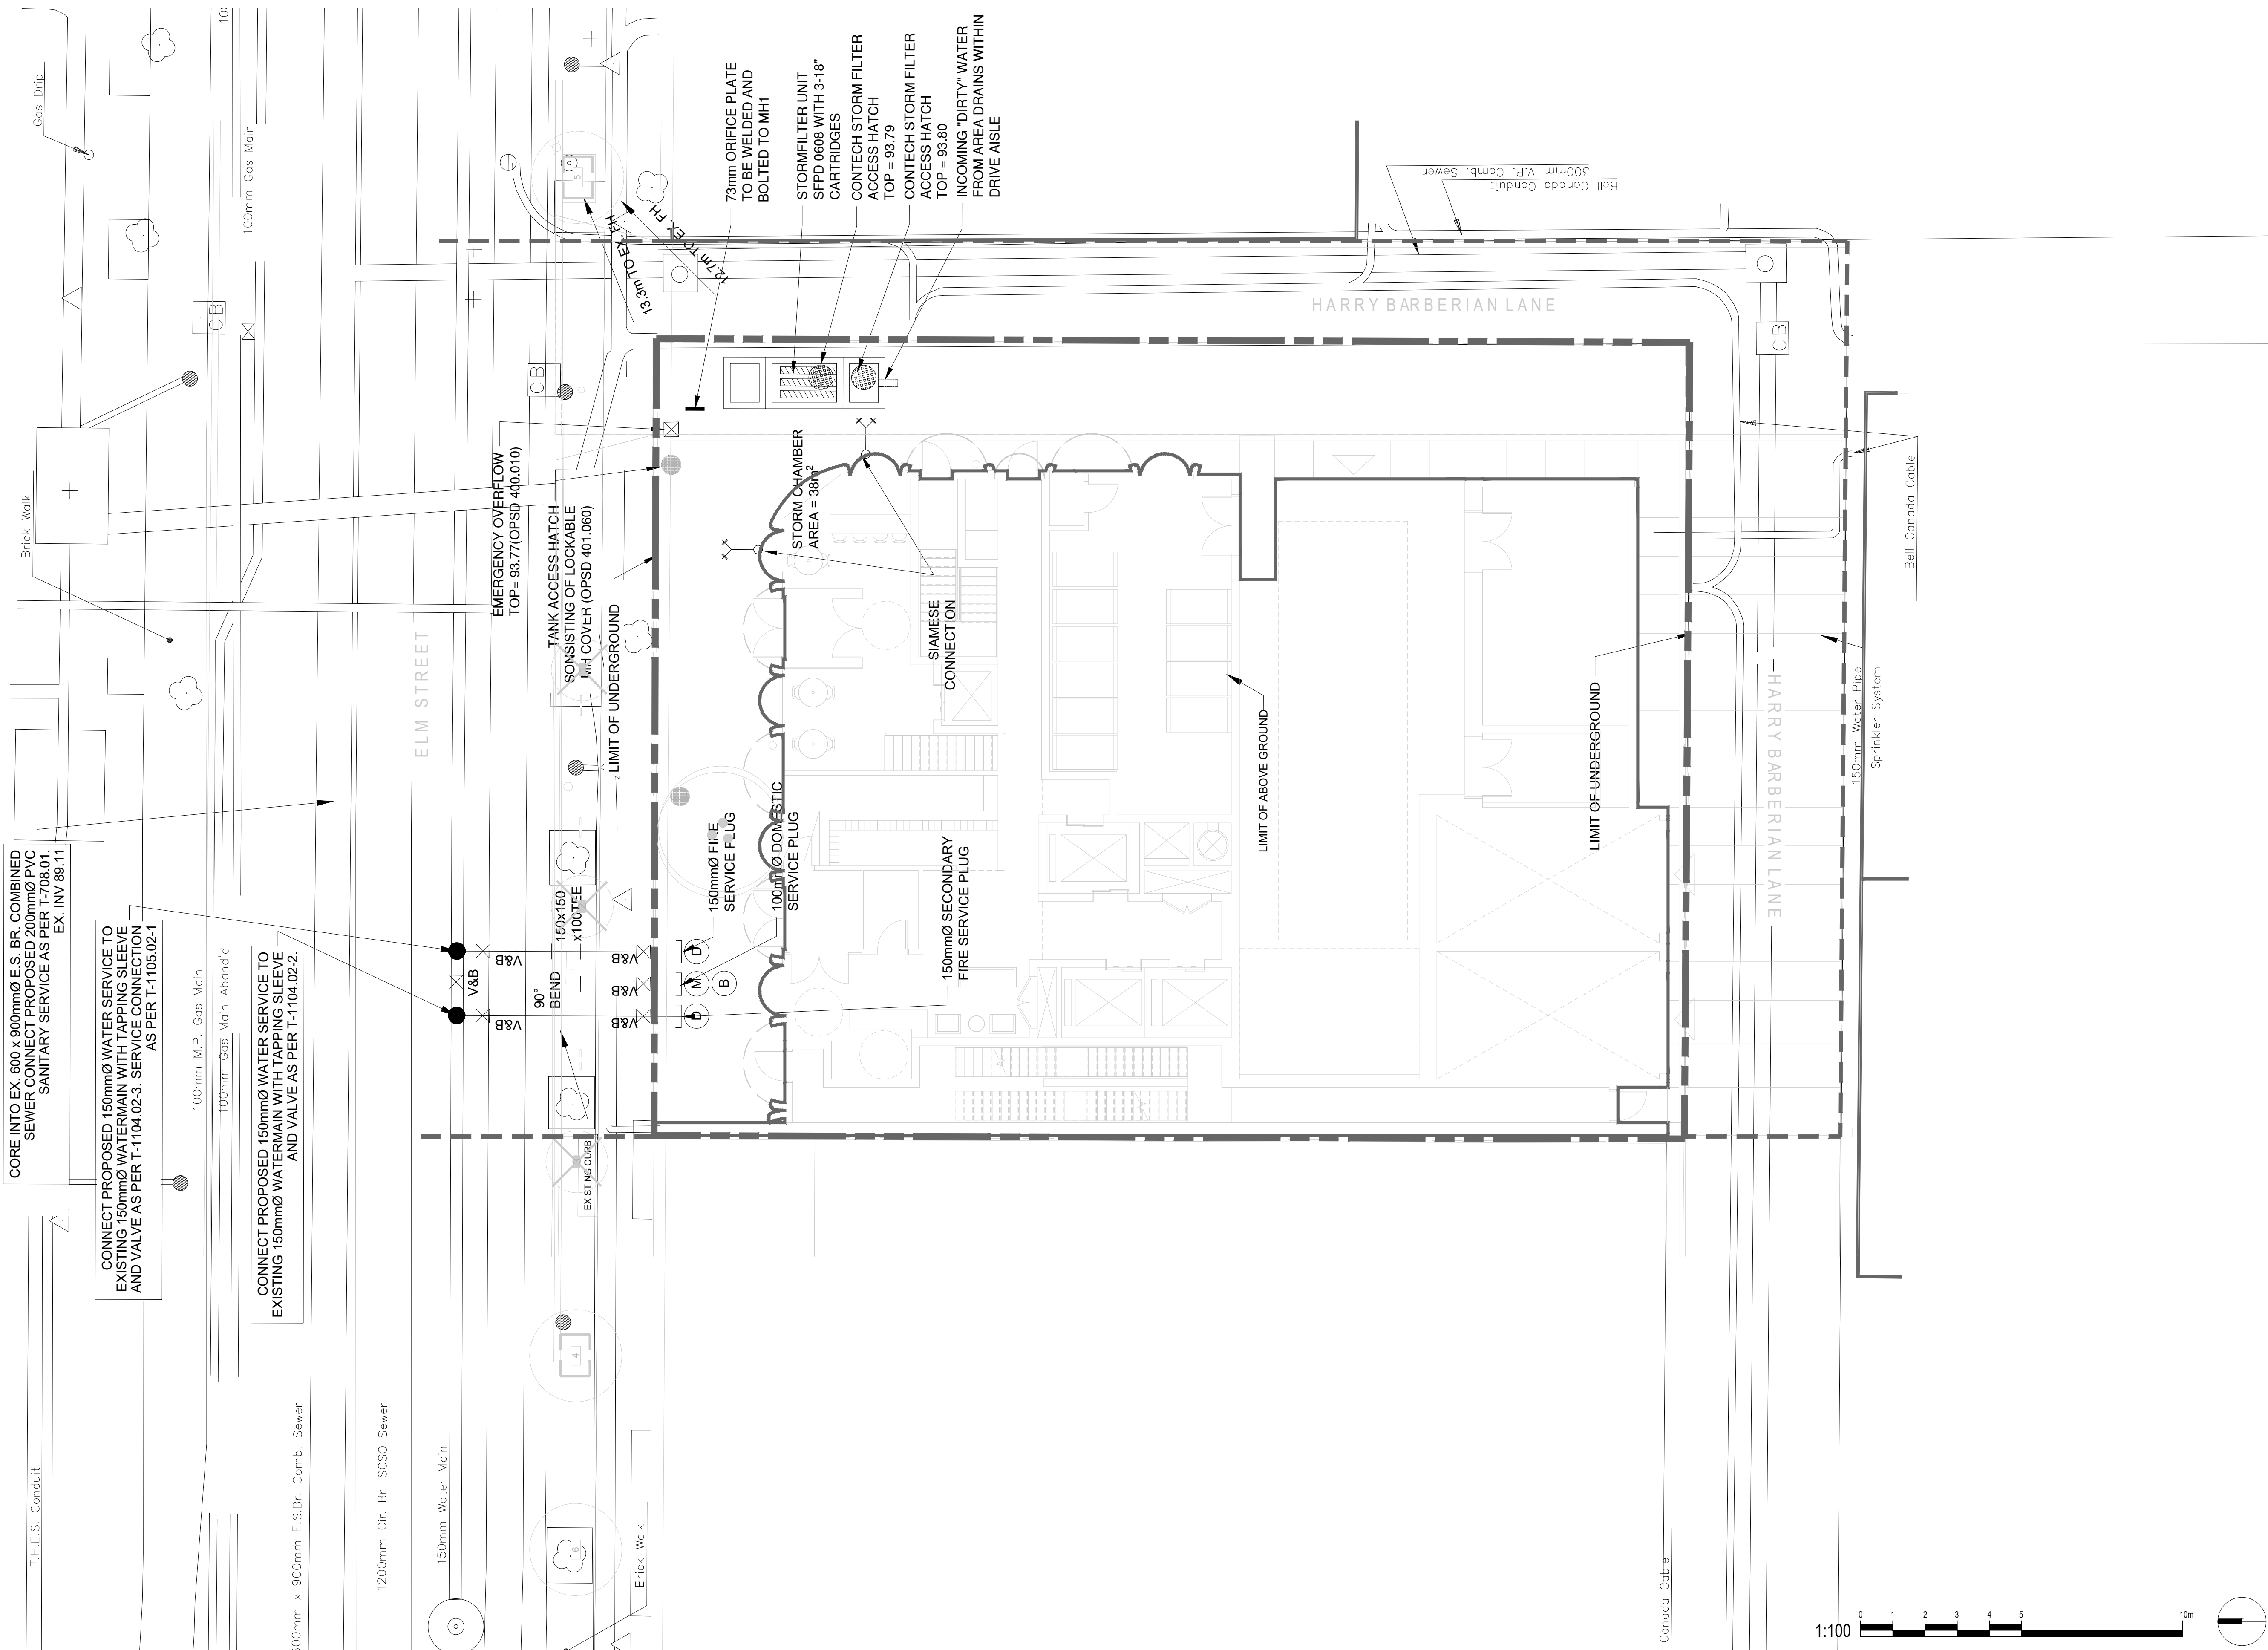 Gas Drip
Brick Walk
100mm Gas Main
CB
CB
ELM STREET
73mm ORIFICE PLATE
TO BE WELDED AND
BOLTED TO MH1
STORMFILTER UNIT
SFPD 0608 WITH 3-18"
CARTRIDGES
CONTECH STORM FILTER
ACCESS HATCH
TOP = 93.79
CONTECH STORM FILTER
ACCESS HATCH
TOP = 93.80
INCOMING "DIRTY" WATER
FROM AREA DRAINS WITHIN
DRIVE AISLE
5
13.3m TO EX. FH
12.7m TO EX. FH
300mm V.P. Comb. Sewer
Bell Canada Conduit
HARRY BARBERIAN LANE
CB
EMERGENCY OVERFLOW
TOP = 93.77(OPSD 400.010)
TANK ACCESS HATCH
SONSISTING OF LOCKABLE
MH COVER (OPSD 401.060)
LIMIT OF UNDERGROUND
STORM CHAMBER
AREA = 38m²
SIAMESE
CONNECTION
LIMIT OF ABOVE GROUND
LIMIT OF UNDERGROUND
HARRY BARBERIAN LANE
Bell Canada Cable
150mm Water Pipe
Sprinkler System
CORE INTO EX. 600 x 900mmØ E.S. BR. COMBINED
SEWER CONNECT PROPOSED 200mmØ PVC
SANITARY SERVICE AS PER T-708.01.
EX. INV 89.11
CONNECT PROPOSED 150mmØ WATER SERVICE TO
EXISTING 150mmØ WATERMAIN WITH TAPPING SLEEVE
AND VALVE AS PER T-1104.02-3. SERVICE CONNECTION
AS PER T-1105.02-1
CONNECT PROPOSED 150mmØ WATER SERVICE TO
EXISTING 150mmØ WATERMAIN WITH TAPPING SLEEVE
AND VALVE AS PER T-1104.02-2.
100mm M.P. Gas Main
100mm Gas Main Aband'd
V&B
V&B
V&B
V&B
V&B
V&B
90°
BEND
150x150
x100TEE
150mmØ FIRE
SERVICE PLUG
100mmØ DOMESTIC
SERVICE PLUG
150mmØ SECONDARY
FIRE SERVICE PLUG
D
M
B
D
EXISTING CURB
4
6
T.H.E.S. Conduit
600mm x 900mm E.S.Br. Comb. Sewer
1200mm Cir. Br. SCSO Sewer
150mm Water Main
Brick Walk
Canada Cable
1:100
0 1 2 3 4 5 10m